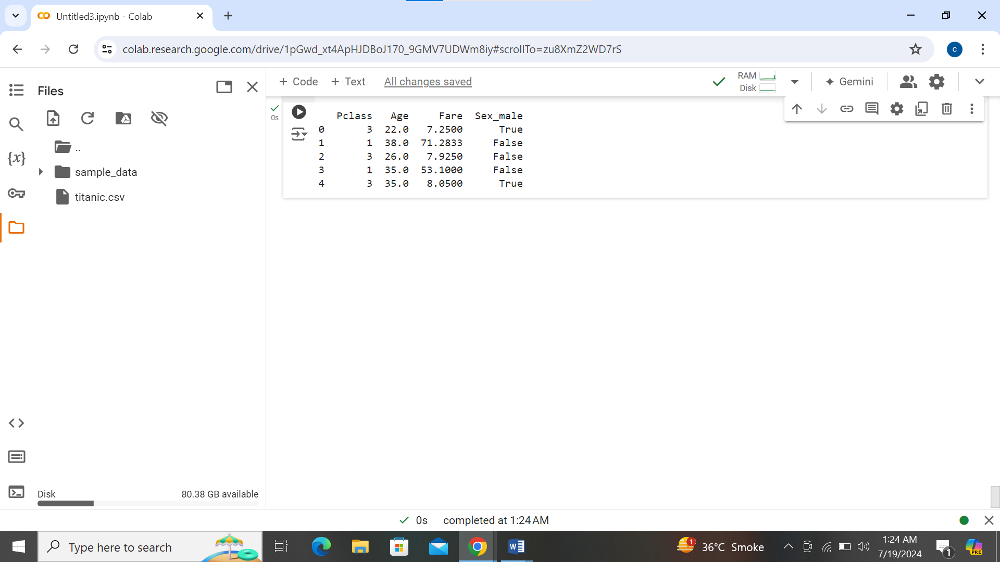 Untitled3.ipynb - Colab
colab.research.google.com/drive/1pGwd_xt4ApHJDBoJ170_9GMV7UDWm8iy#scrollTo=zu8XmZ2WD7rS
c
Files
+ Code + Text All changes saved
RAM
Disk
Gemini
..
sample_data
titanic.csv
{x}
0s
Pclass Age Fare Sex_male
0 3 22.0 7.2500 True
1 1 38.0 71.2833 False
2 3 26.0 7.9250 False
3 1 35.0 53.1000 False
4 3 35.0 8.0500 True
Disk 80.38 GB available
0s completed at 1:24 AM
Type here to search
W
1
36°C Smoke
1:24 AM
7/19/2024
1
PRE